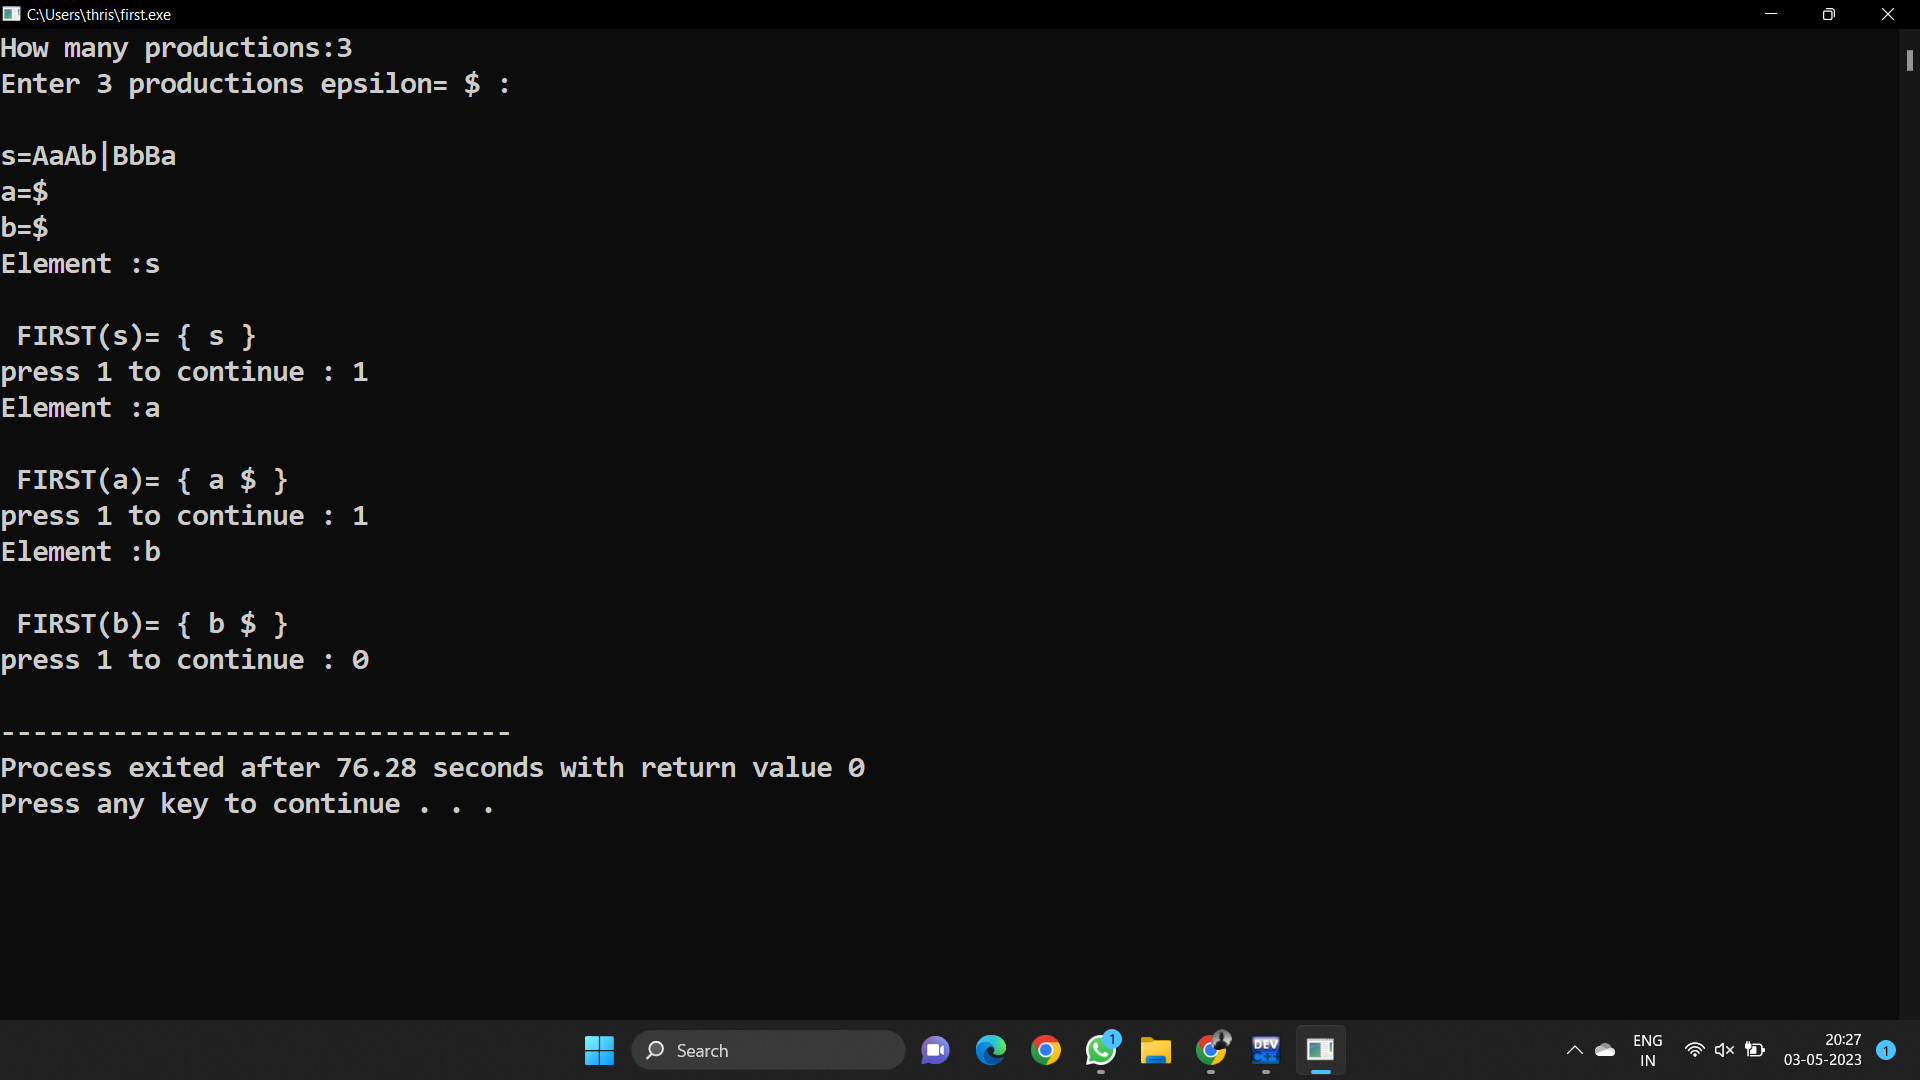 C:\Users\thris\first.exe
How many productions:3
Enter 3 productions epsilon= $ :
s=AaAb|BbBa
a=$
b=$
Element :s
FIRST(s)= { s }
press 1 to continue : 1
Element :a
FIRST(a)= { a $ }
press 1 to continue : 1
Element :b
FIRST(b)= { b $ }
press 1 to continue : 0
--------------------------------
Process exited after 76.28 seconds with return value 0
Press any key to continue . . .
Search
1
DEV
C++
ENG
IN
20:27
03-05-2023
1